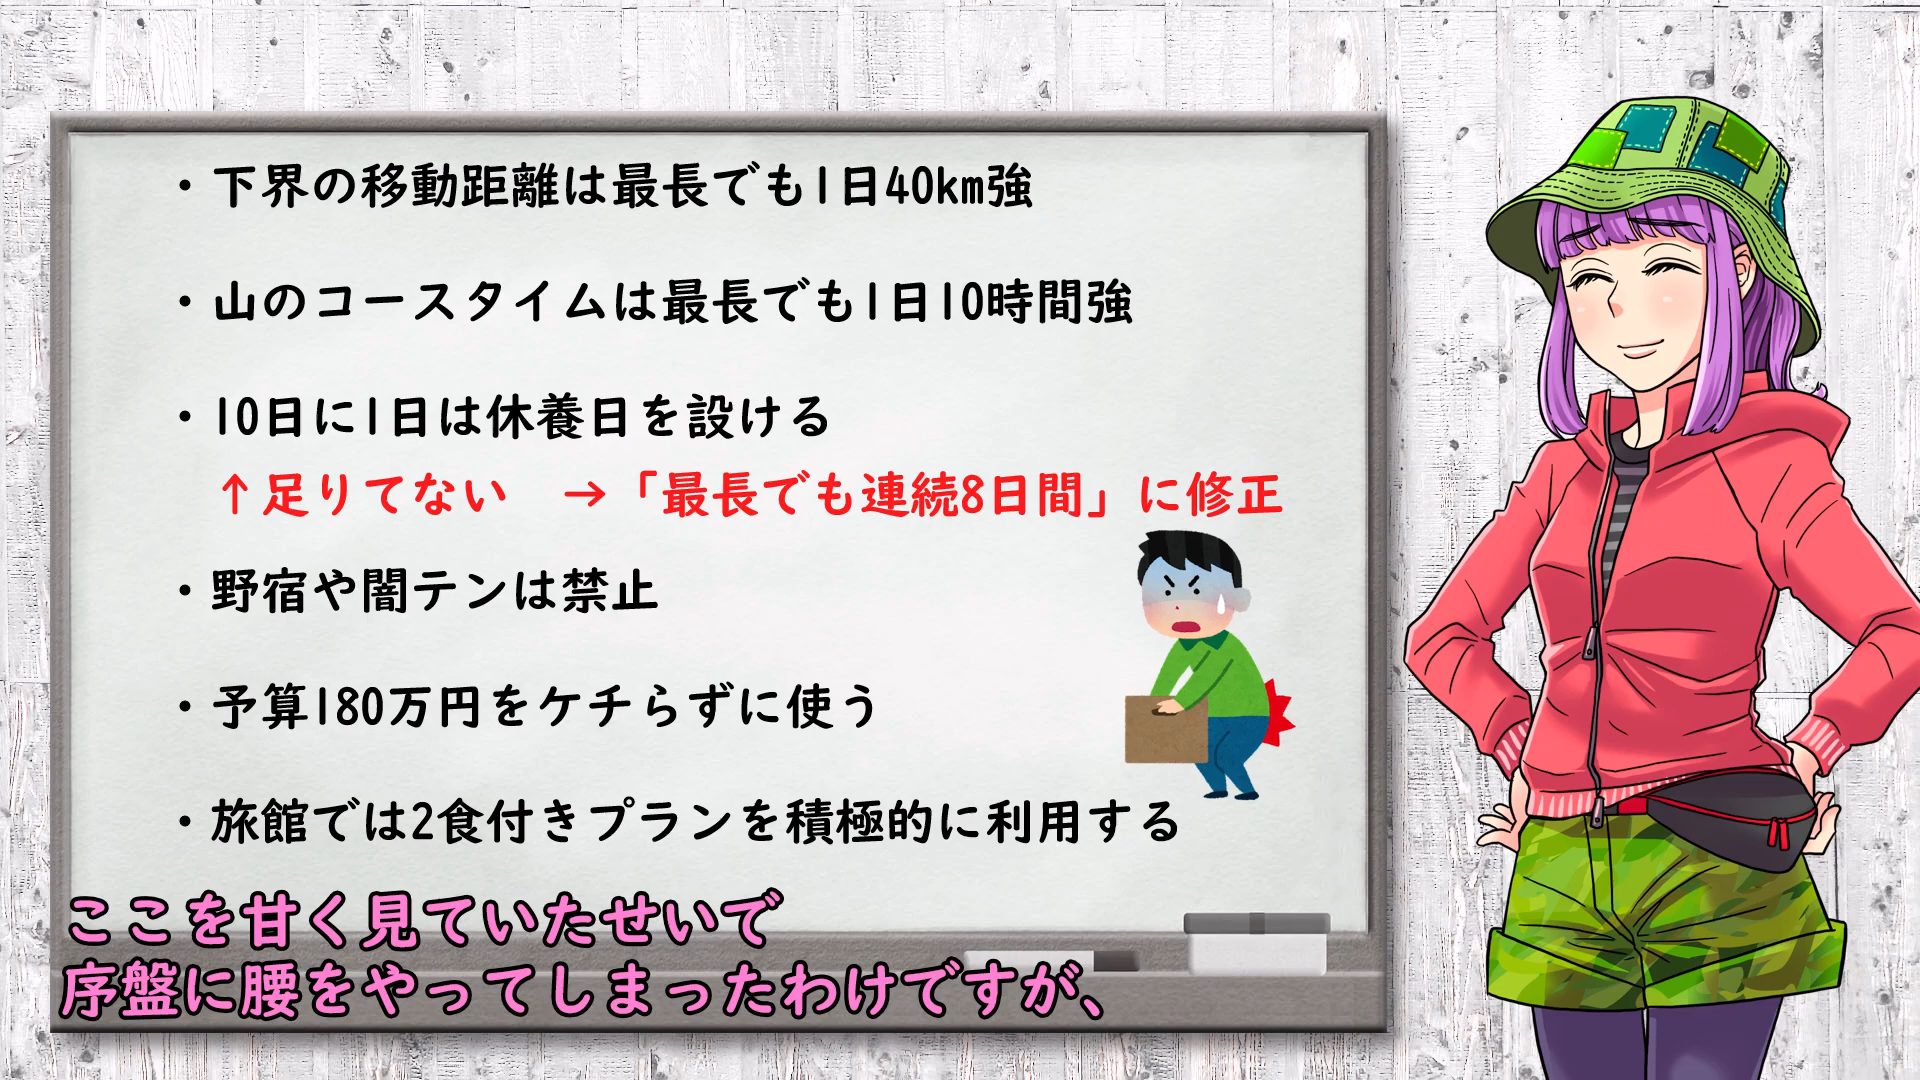 ・下界の移動距離は最長でも1日40km強
・山のコースタイムは最長でも1日10時間強
・10日に1日は休養日を設ける
↑足りてない　→「最長でも連続8日間」に修正
・野宿や闇テンは禁止
・予算180万円をケチらずに使う
・旅館では2食付きプランを積極的に利用する
ここを甘く見ていたせいで
序盤に腰をやってしまったわけですが、